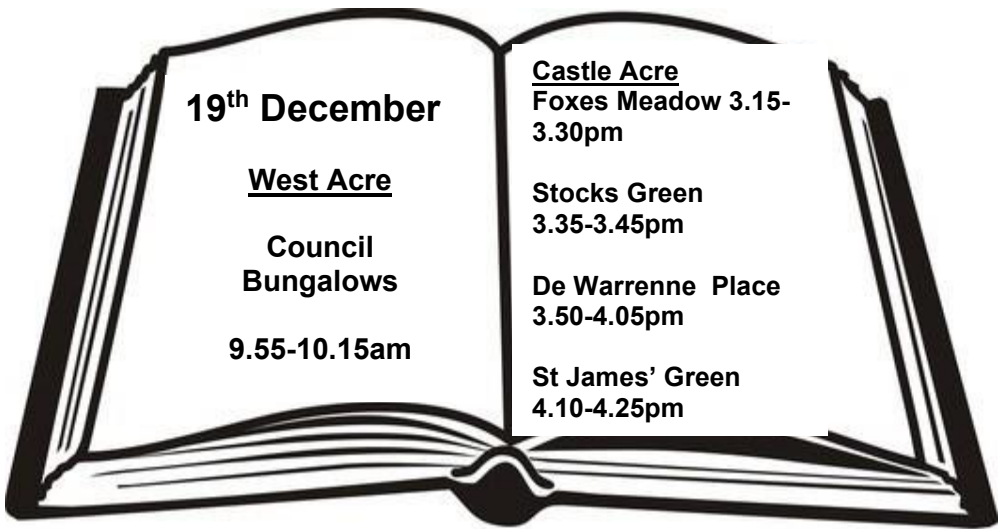 19th December
West Acre
Council
Bungalows
9.55-10.15am
Castle Acre
Foxes Meadow 3.15-
3.30pm
Stocks Green
3.35-3.45pm
De Warrenne  Place
3.50-4.05pm
St James’ Green
4.10-4.25pm